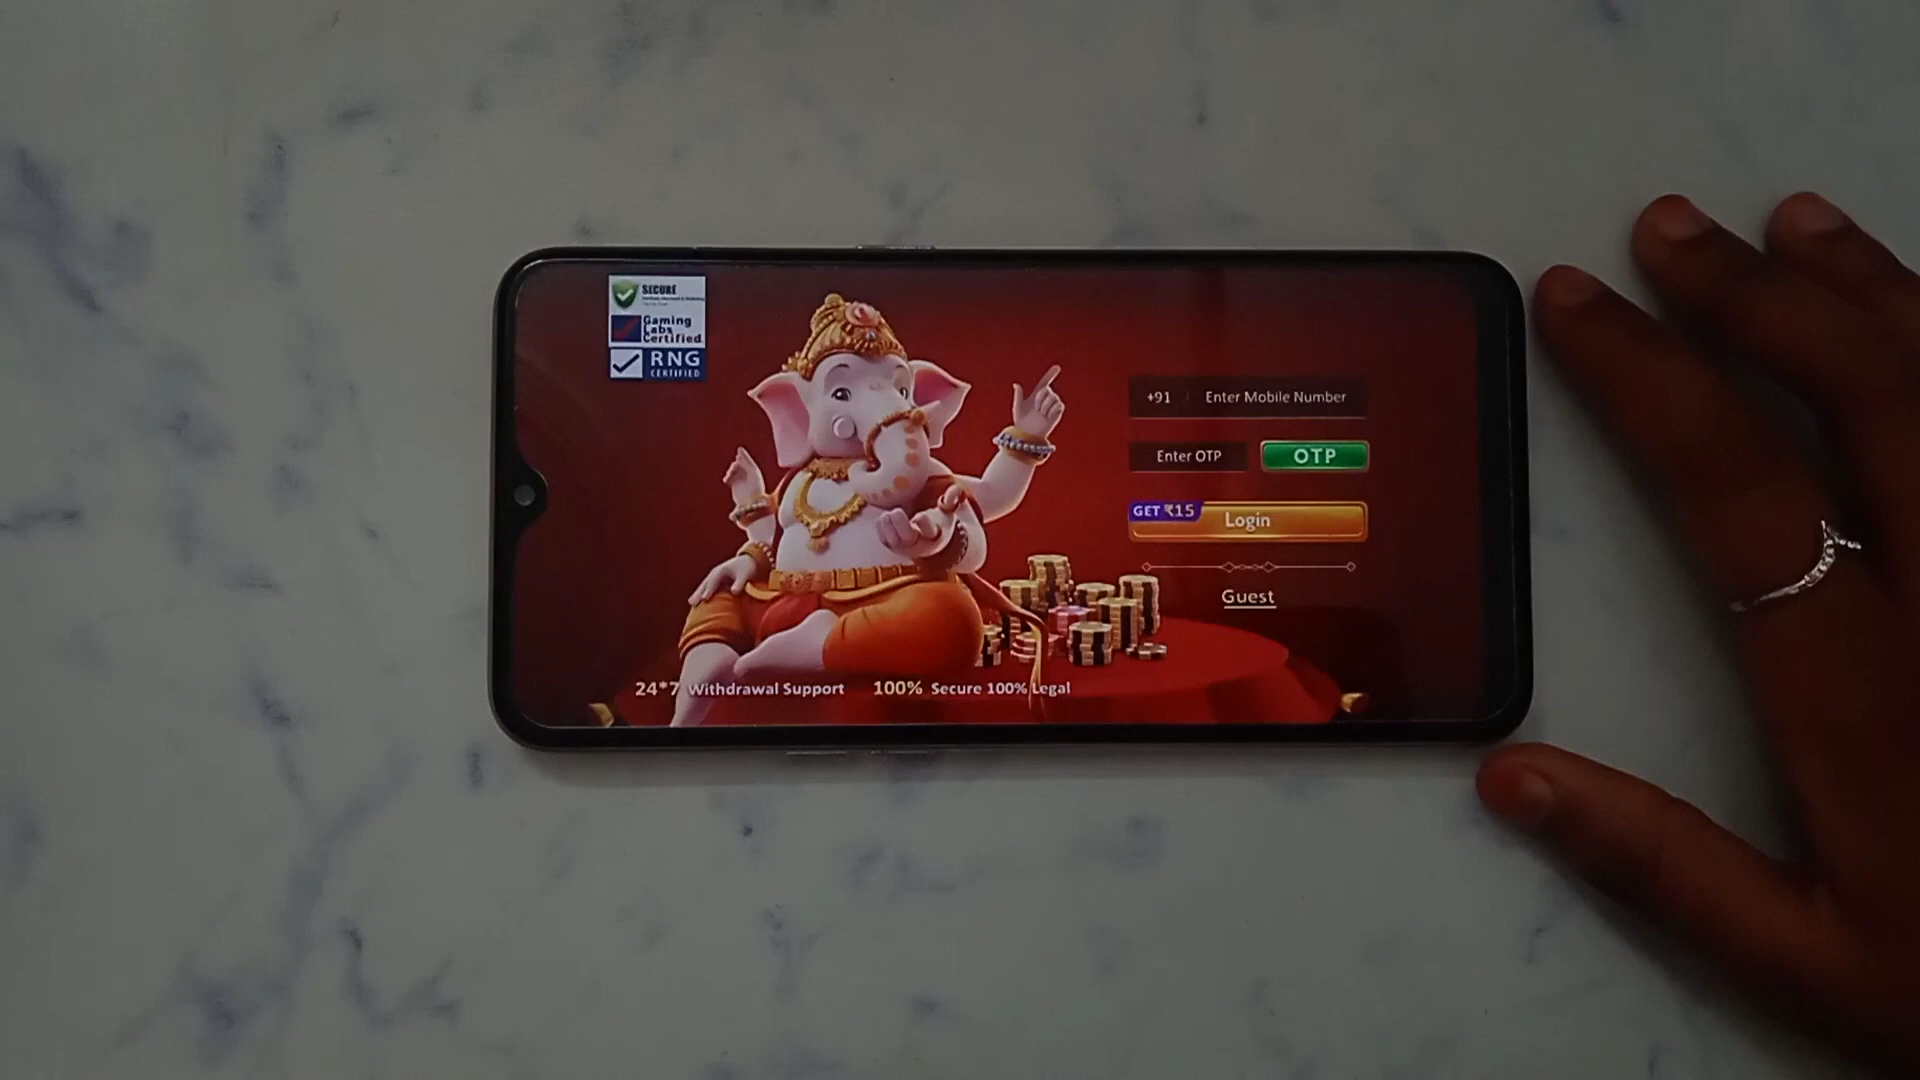 SECURE
Gaming
Labs
Certified
RNG
CERTIFIED
+91 Enter Mobile Number
Enter OTP OTP
GET ₹15 Login
Guest
24*7 Withdrawal Support 100% Secure 100% Legal